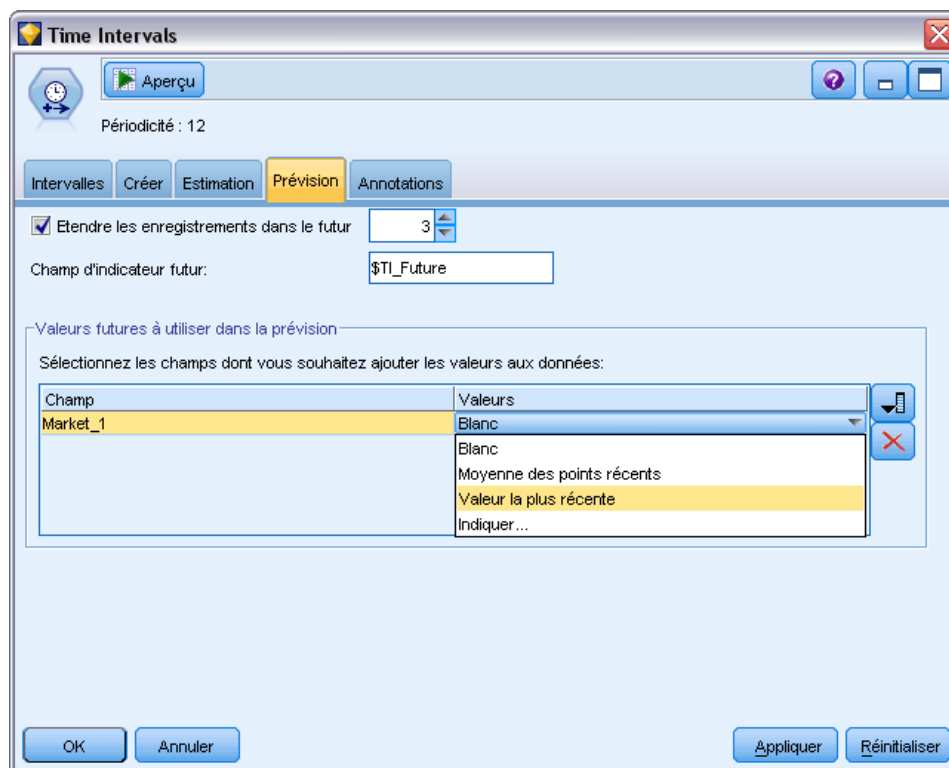 Time Intervals
Aperçu
Périodicité : 12
Intervalles Créer Estimation Prévision Annotations
Etendre les enregistrements dans le futur 3
Champ d'indicateur futur: $TI_Future
Valeurs futures à utiliser dans la prévision
Sélectionnez les champs dont vous souhaitez ajouter les valeurs aux données:
Champ Valeurs
Market_1 Blanc
Blanc
Moyenne des points récents
Valeur la plus récente
Indiquer...
OK Annuler Appliquer Réinitialiser